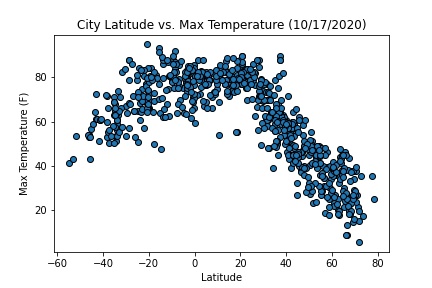 City Latitude vs. Max Temperature (10/17/2020)
Max Temperature (F)
80
60
40
20
−60 −40 −20 0 20 40 60 80
Latitude